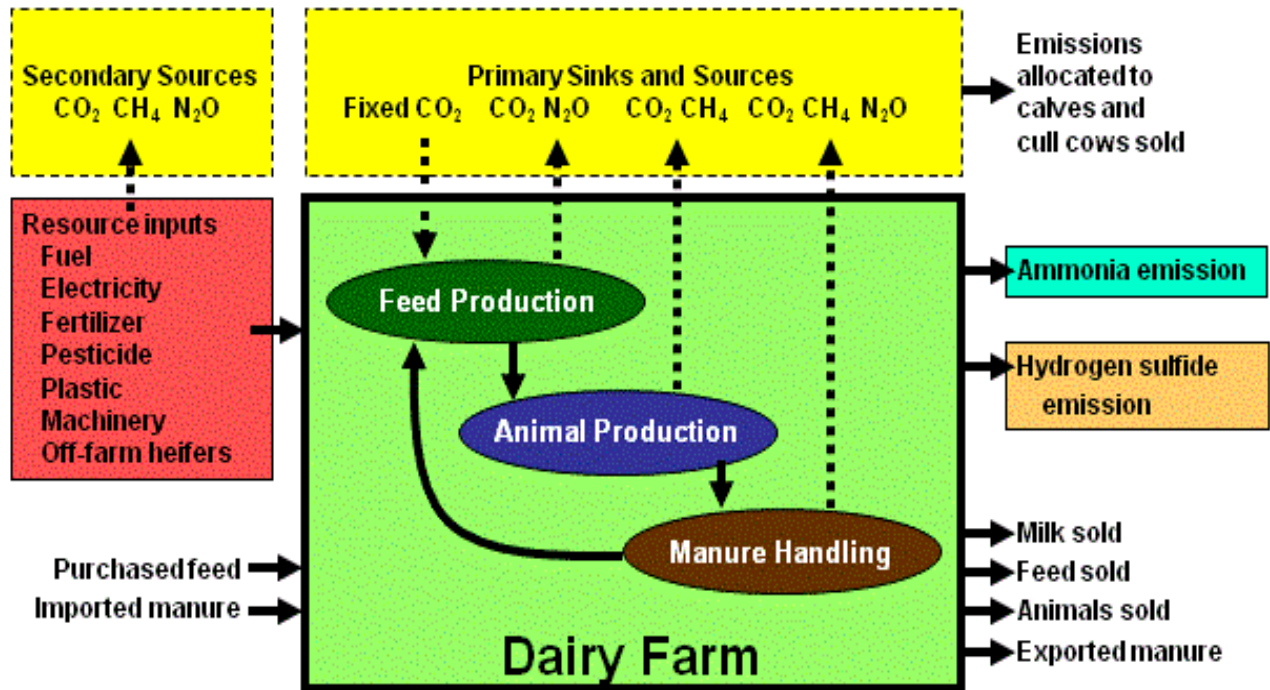 Secondary Sources
CO₂ CH₄ N₂O
Primary Sinks and Sources
Fixed CO₂ CO₂ N₂O CO₂ CH₄ CO₂ CH₄ N₂O
Emissions
allocated to
calves and
cull cows sold
Resource inputs
Fuel
Electricity
Fertilizer
Pesticide
Plastic
Machinery
Off-farm heifers
Feed Production
Animal Production
Manure Handling
Ammonia emission
Hydrogen sulfide
emission
Purchased feed
Imported manure
Milk sold
Feed sold
Animals sold
Exported manure
Dairy Farm